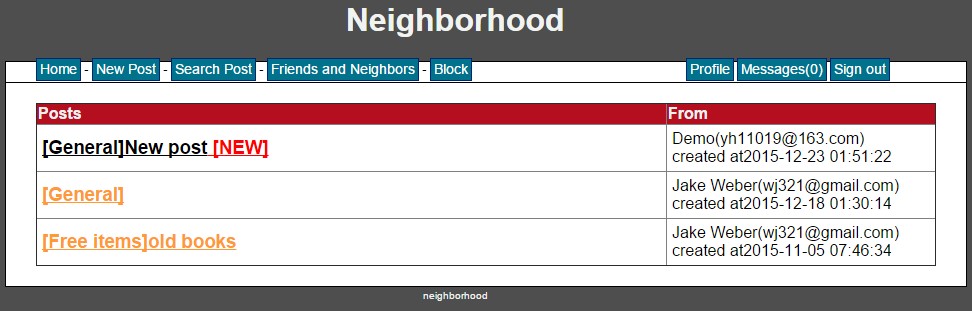 Neighborhood
Home - New Post - Search Post - Friends and Neighbors - Block Profile Messages(0) Sign out
Posts From
[General]New post [NEW] Demo(yh11019@163.com)
created at2015-12-23 01:51:22
[General] Jake Weber(wj321@gmail.com)
created at2015-12-18 01:30:14
[Free items]old books Jake Weber(wj321@gmail.com)
created at2015-11-05 07:46:34
neighborhood